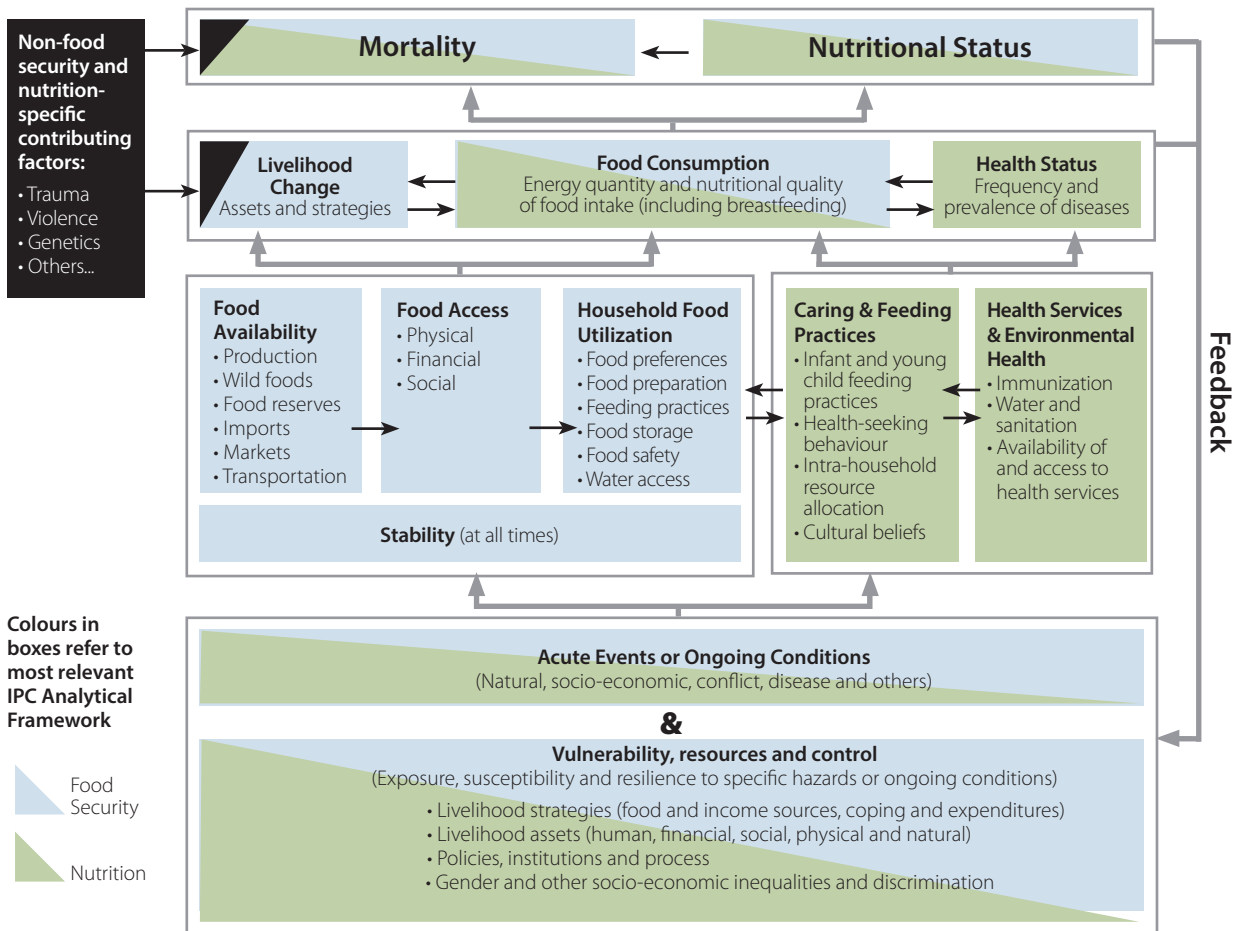 Non-food
security and
nutrition-
specific
contributing
factors:
• Trauma
• Violence
• Genetics
• Others...
Mortality
Nutritional Status
Livelihood
Change
Assets and strategies
Food Consumption
Energy quantity and nutritional quality
of food intake (including breastfeeding)
Health Status
Frequency and
prevalence of diseases
Food
Availability
• Production
• Wild foods
• Food reserves
• Imports
• Markets
• Transportation
Food Access
• Physical
• Financial
• Social
Household Food
Utilization
• Food preferences
• Food preparation
• Feeding practices
• Food storage
• Food safety
• Water access
Stability (at all times)
Caring & Feeding
Practices
• Infant and young
child feeding
practices
• Health-seeking
behaviour
• Intra-household
resource
allocation
• Cultural beliefs
Health Services
& Environmental
Health
• Immunization
• Water and
sanitation
• Availability of
and access to
health services
Feedback
Acute Events or Ongoing Conditions
(Natural, socio-economic, conflict, disease and others)
&
Vulnerability, resources and control
(Exposure, susceptibility and resilience to specific hazards or ongoing conditions)
• Livelihood strategies (food and income sources, coping and expenditures)
• Livelihood assets (human, financial, social, physical and natural)
• Policies, institutions and process
• Gender and other socio-economic inequalities and discrimination
Colours in
boxes refer to
most relevant
IPC Analytical
Framework
Food
Security
Nutrition